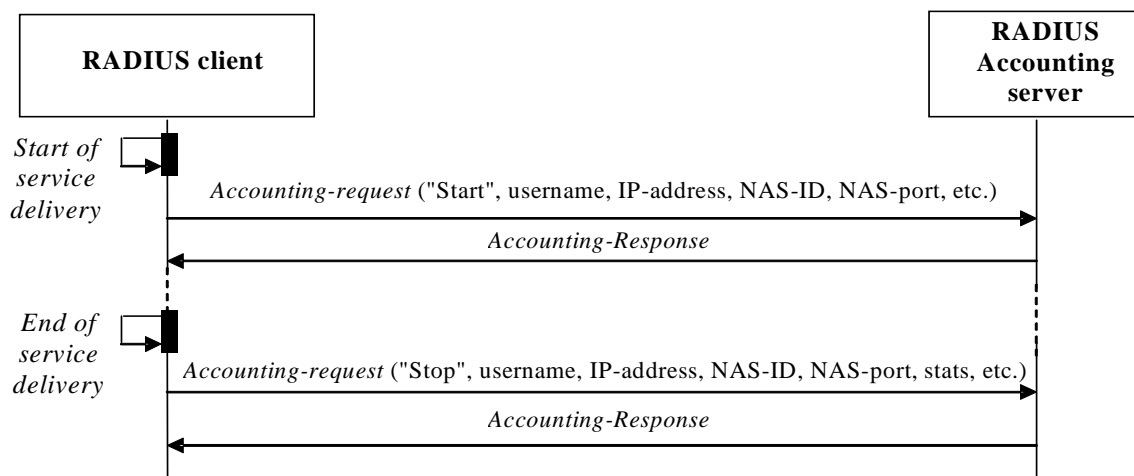 RADIUS client
RADIUS
Accounting
server
Start of
service
delivery
Accounting-request ("Start", username, IP-address, NAS-ID, NAS-port, etc.)
Accounting-Response
End of
service
delivery
Accounting-request ("Stop", username, IP-address, NAS-ID, NAS-port, stats, etc.)
Accounting-Response